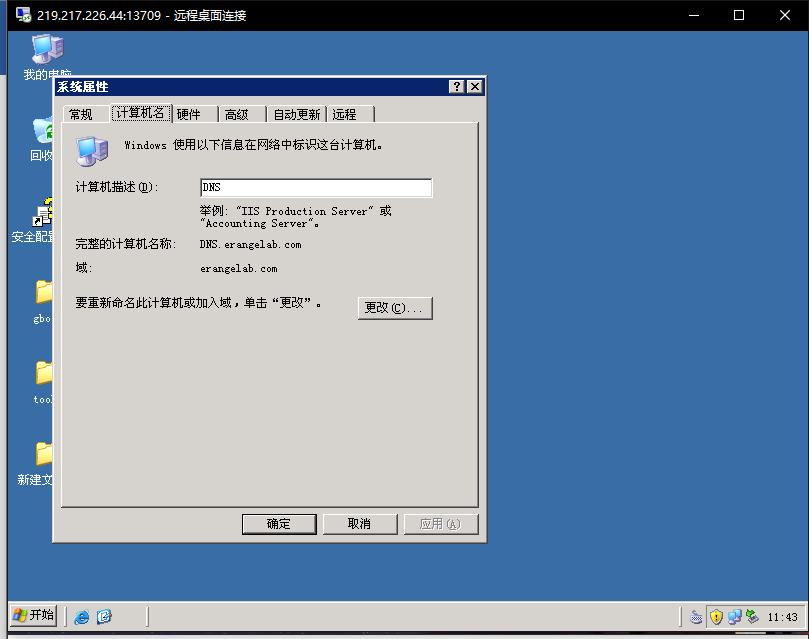 219.217.226.44:13709 - 远程桌面连接
我的电脑
系统属性
常规 计算机名 硬件 高级 自动更新 远程
Windows 使用以下信息在网络中标识这台计算机。
回收
计算机描述(D): DNS
举例: "IIS Production Server" 或
"Accounting Server"。
安全配置
完整的计算机名称: DNS.erangelab.com
域: erangelab.com
要重新命名此计算机或加入域，单击“更改”。 更改(C)...
gbo
too
新建文
确定 取消 应用(A)
开始 11:43